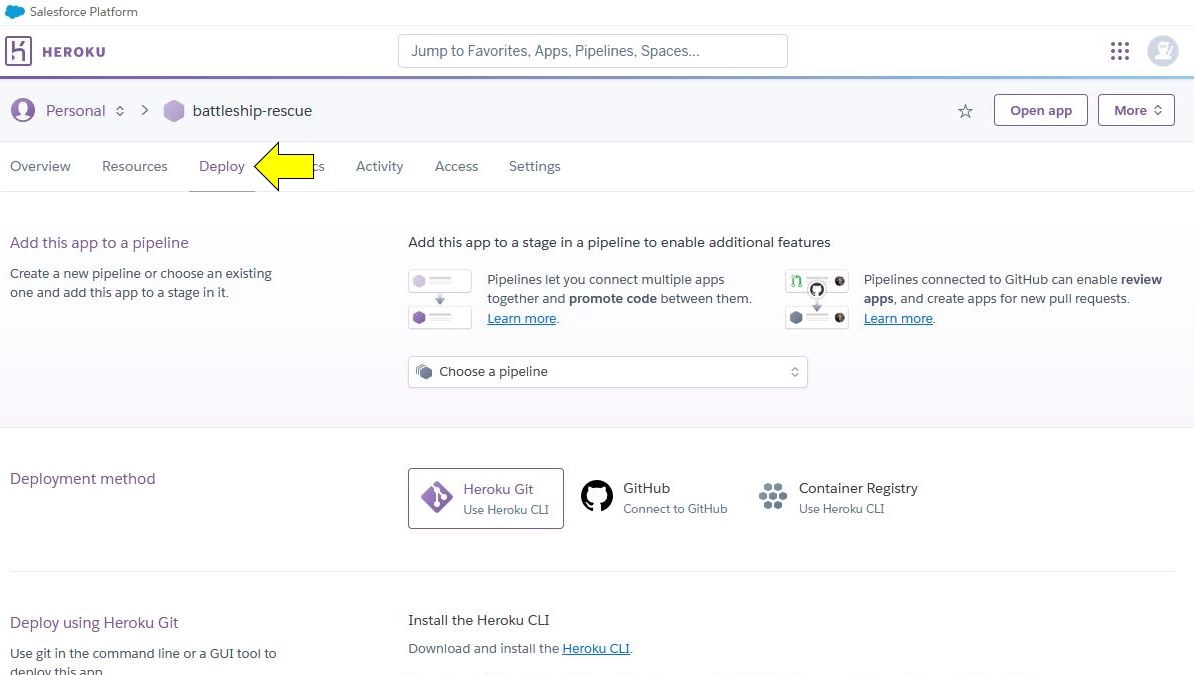 Salesforce Platform
HEROKU
Jump to Favorites, Apps, Pipelines, Spaces...
Personal
battleship-rescue
Open app
More
Overview
Resources
Deploy
Activity
Access
Settings
Add this app to a pipeline
Create a new pipeline or choose an existing
one and add this app to a stage in it.
Add this app to a stage in a pipeline to enable additional features
Pipelines let you connect multiple apps
together and promote code between them.
Learn more.
Pipelines connected to GitHub can enable review
apps, and create apps for new pull requests.
Learn more.
Choose a pipeline
Deployment method
Heroku Git
Use Heroku CLI
GitHub
Connect to GitHub
Container Registry
Use Heroku CLI
Deploy using Heroku Git
Use git in the command line or a GUI tool to
deploy this app
Install the Heroku CLI
Download and install the Heroku CLI.